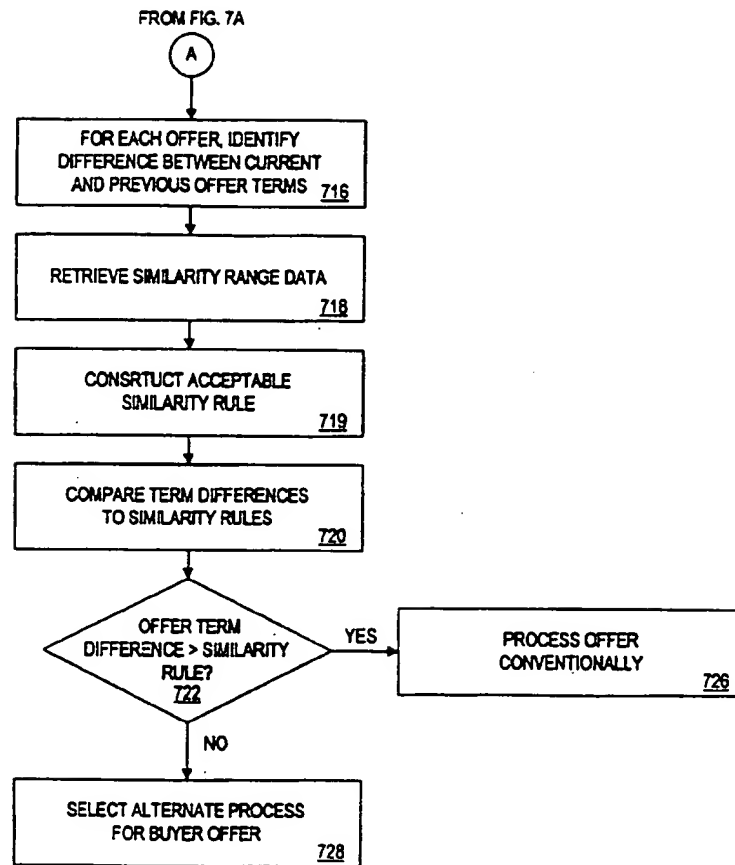 FROM FIG. 7A
A
FOR EACH OFFER, IDENTIFY
DIFFERENCE BETWEEN CURRENT
AND PREVIOUS OFFER TERMS
716
RETRIEVE SIMILARITY RANGE DATA
718
CONSRTUCT ACCEPTABLE
SIMILARITY RULE
719
COMPARE TERM DIFFERENCES
TO SIMILARITY RULES
720
OFFER TERM
DIFFERENCE > SIMILARITY
RULE?
722
YES
PROCESS OFFER
CONVENTIONALLY
726
NO
SELECT ALTERNATE PROCESS
FOR BUYER OFFER
728